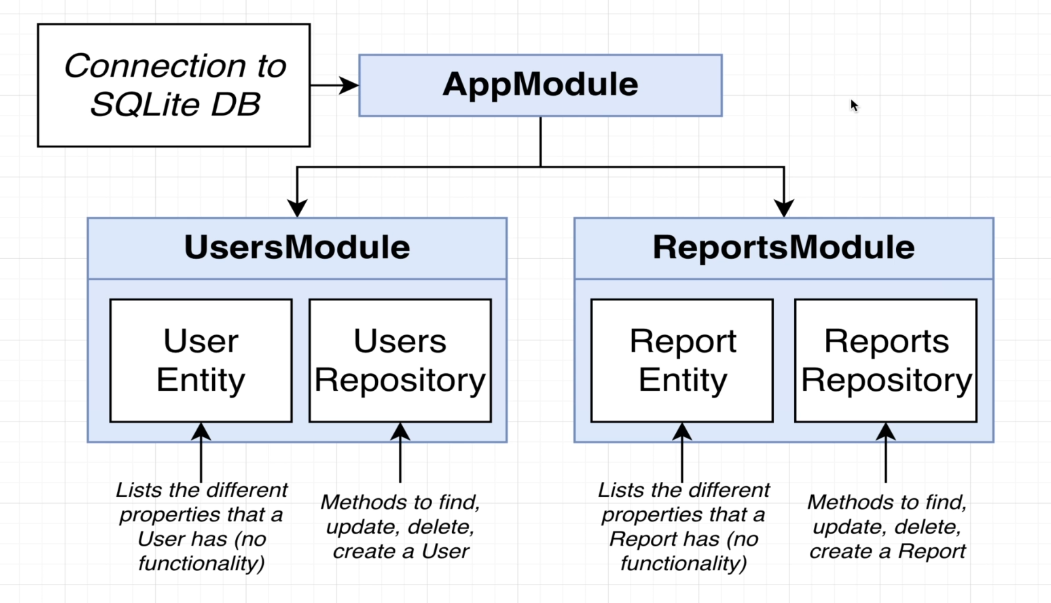 Connection to
SQLite DB
AppModule
UsersModule
ReportsModule
User
Entity
Users
Repository
Report
Entity
Reports
Repository
Lists the different
properties that a
User has (no
functionality)
Methods to find,
update, delete,
create a User
Lists the different
properties that a
Report has (no
functionality)
Methods to find,
update, delete,
create a Report